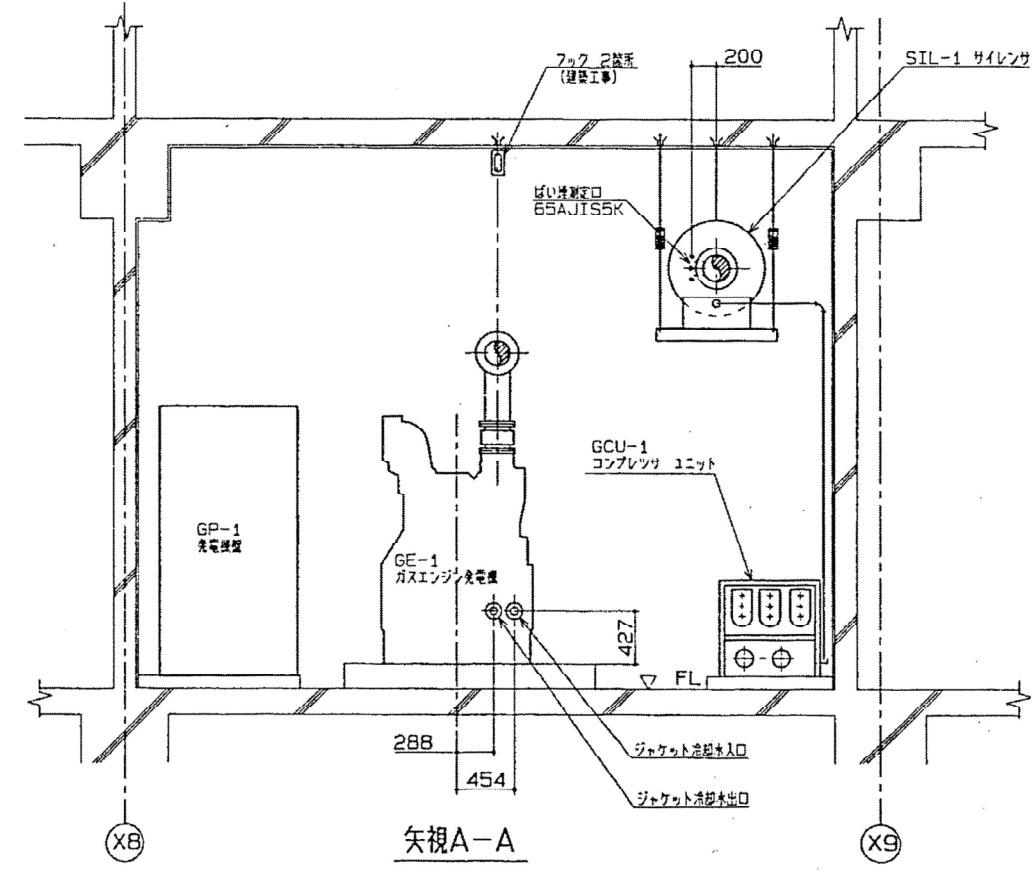 フック 2箇所
(建築工事)
200
SIL-1 サイレンサ
ばい煙測定口
65AJIS5K
GCU-1
コンプレッサ ユニット
GP-1
発電機盤
GE-1
ガスエンジン発電機
427
FL
288
454
ジャケット冷却水入口
ジャケット冷却水出口
X8
矢視A-A
X9